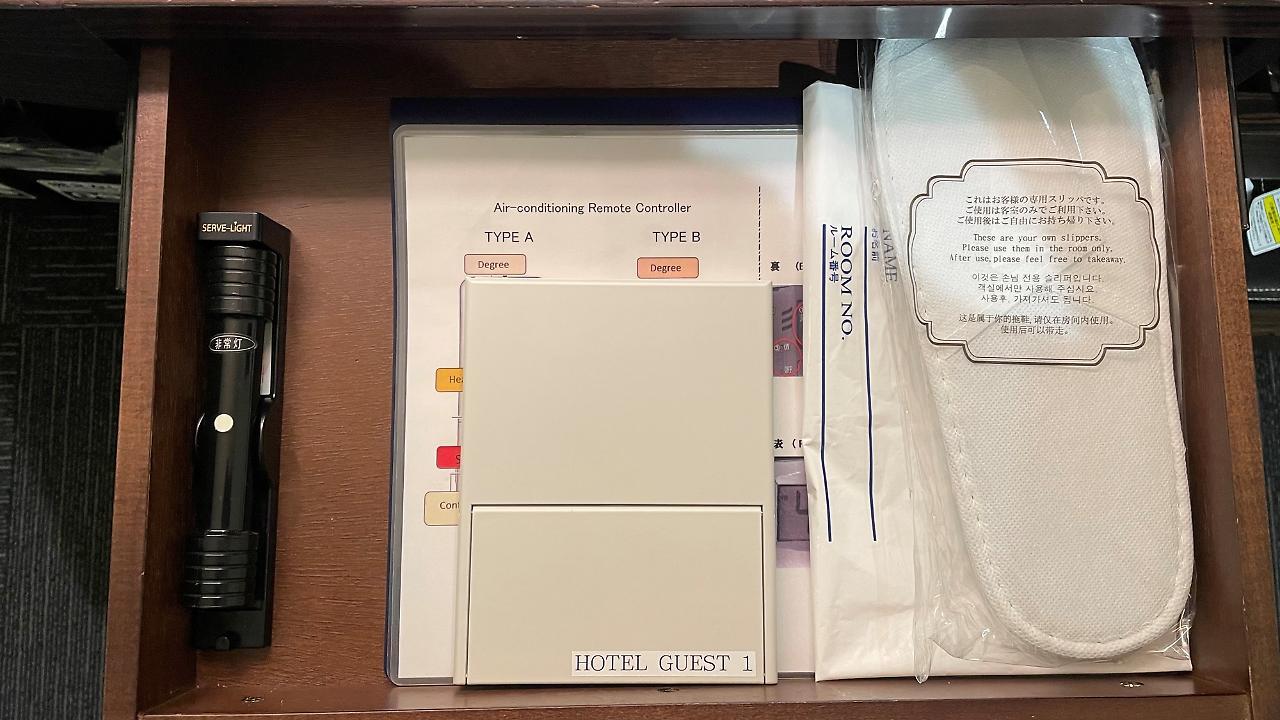 SERVE-LIGHT
非常灯
Air-conditioning Remote Controller
TYPE A
TYPE B
Degree
Degree
裏
表
HOTEL GUEST 1
NAME
お名前
ROOM NO.
ルーム番号
これはお客様の専用スリッパです。
ご使用は客室のみでご利用下さい。
ご使用後はご自由にお持ち帰り下さい。
These are your own slippers.
Please use them in the room only.
After use, please feel free to takeaway.
이것은 손님 전용 슬리퍼입니다.
객실에서만 사용해 주십시요.
사용후, 가져가셔도 됩니다.
这是属于你的拖鞋,请仅在房间内使用。
使用后可以带走。